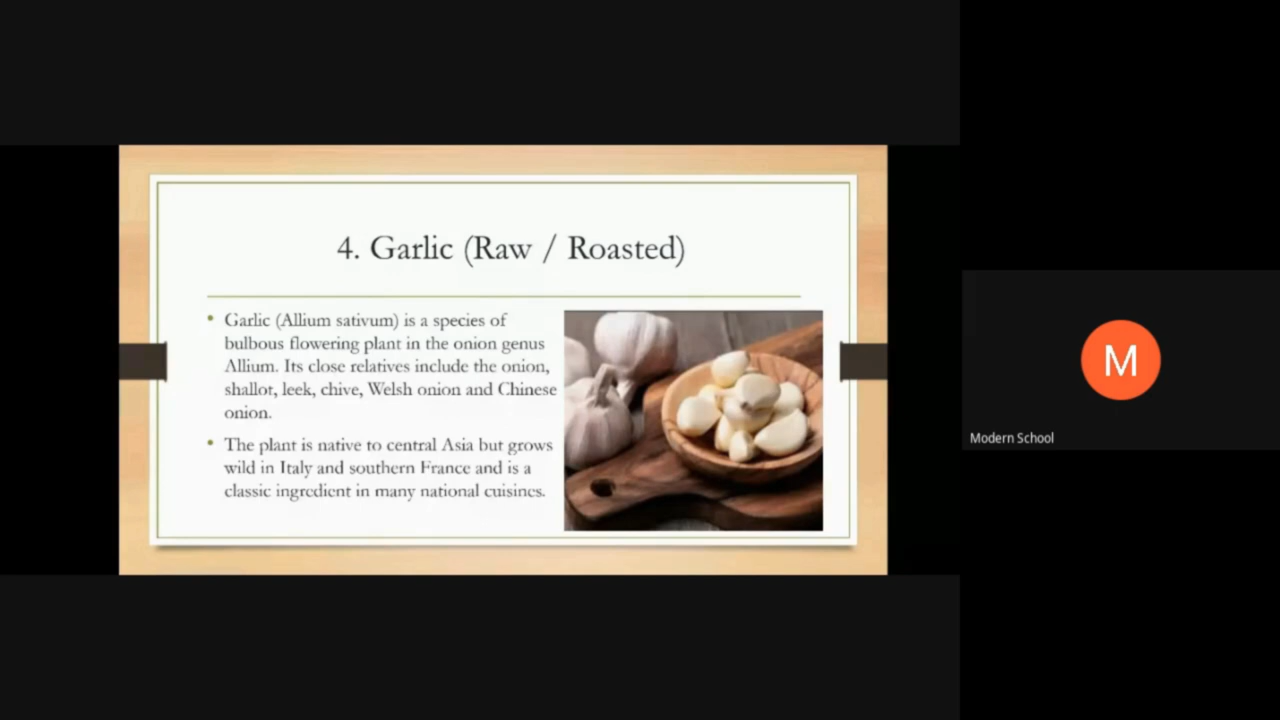 4. Garlic (Raw / Roasted)
• Garlic (Allium sativum) is a species of
bulbous flowering plant in the onion genus
Allium. Its close relatives include the onion,
shallot, leek, chive, Welsh onion and Chinese
onion.
• The plant is native to central Asia but grows
wild in Italy and southern France and is a
classic ingredient in many national cuisines.
M
Modern School